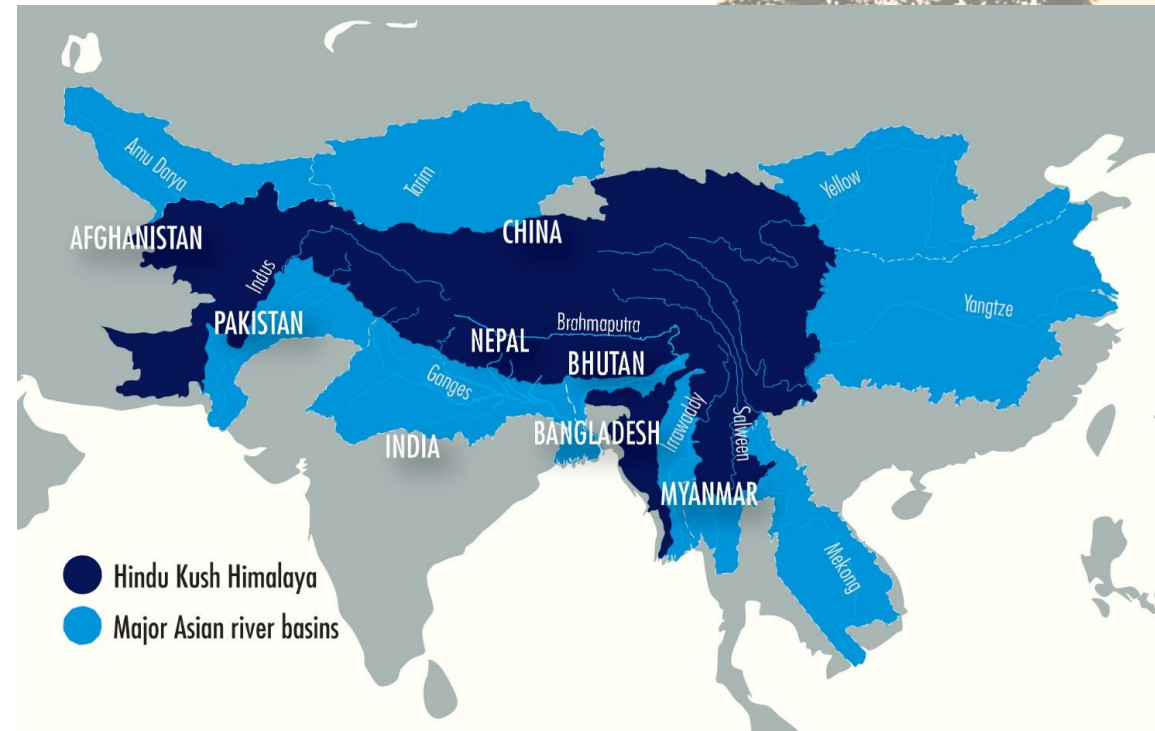 Amu Darya
Tarim
Yellow
AFGHANISTAN
CHINA
Indus
PAKISTAN
Yangtze
Brahmaputra
NEPAL
BHUTAN
Ganges
Irrawaddy
Salween
BANGLADESH
INDIA
MYANMAR
Mekong
Hindu Kush Himalaya
Major Asian river basins